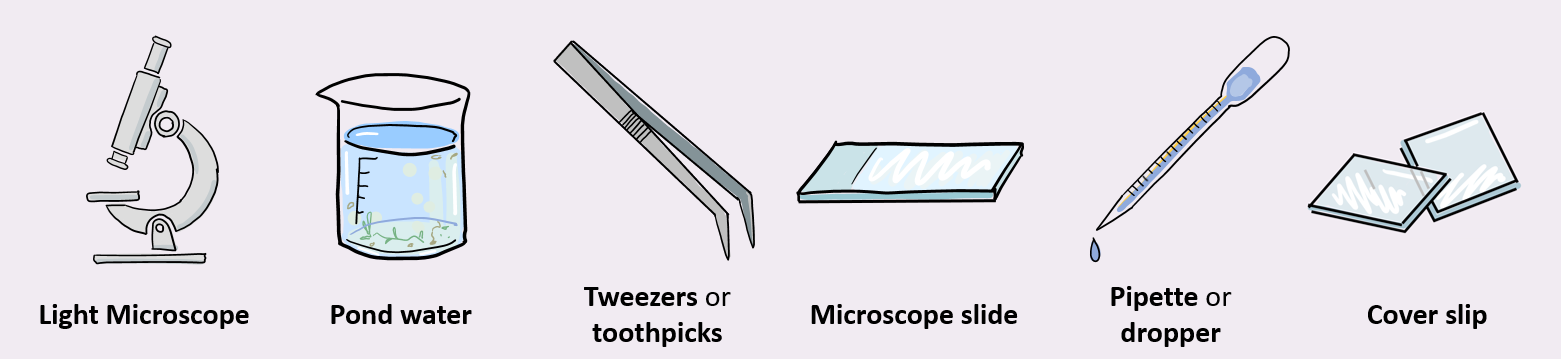 Light Microscope
Pond water
Tweezers or
toothpicks
Microscope slide
Pipette or
dropper
Cover slip